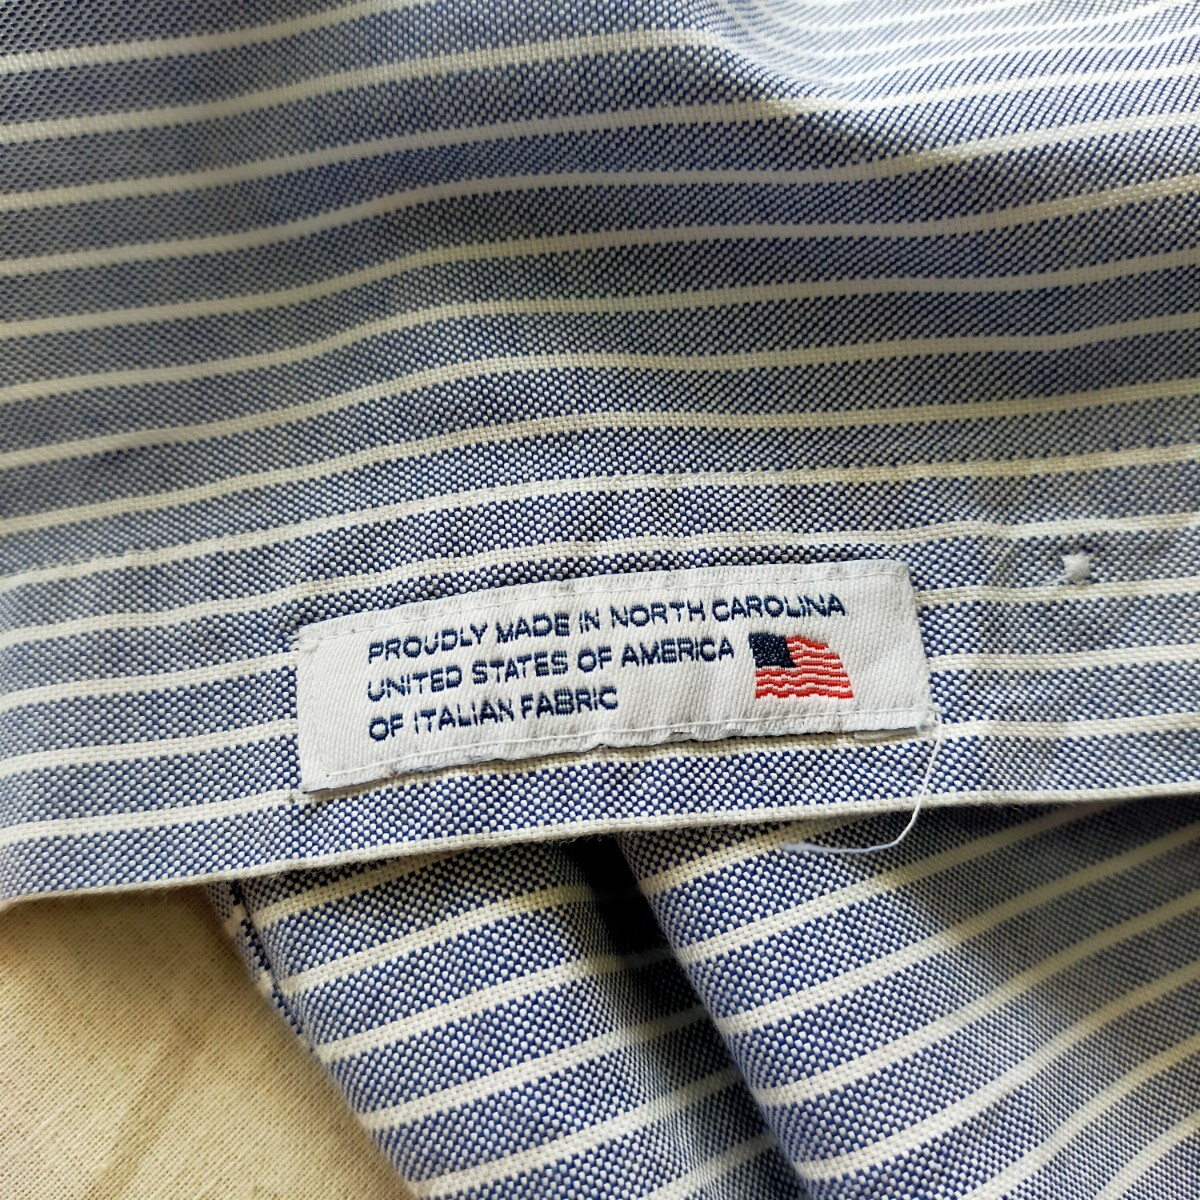 PROUDLY MADE IN NORTH CAROLINA
UNITED STATES OF AMERICA
OF ITALIAN FABRIC